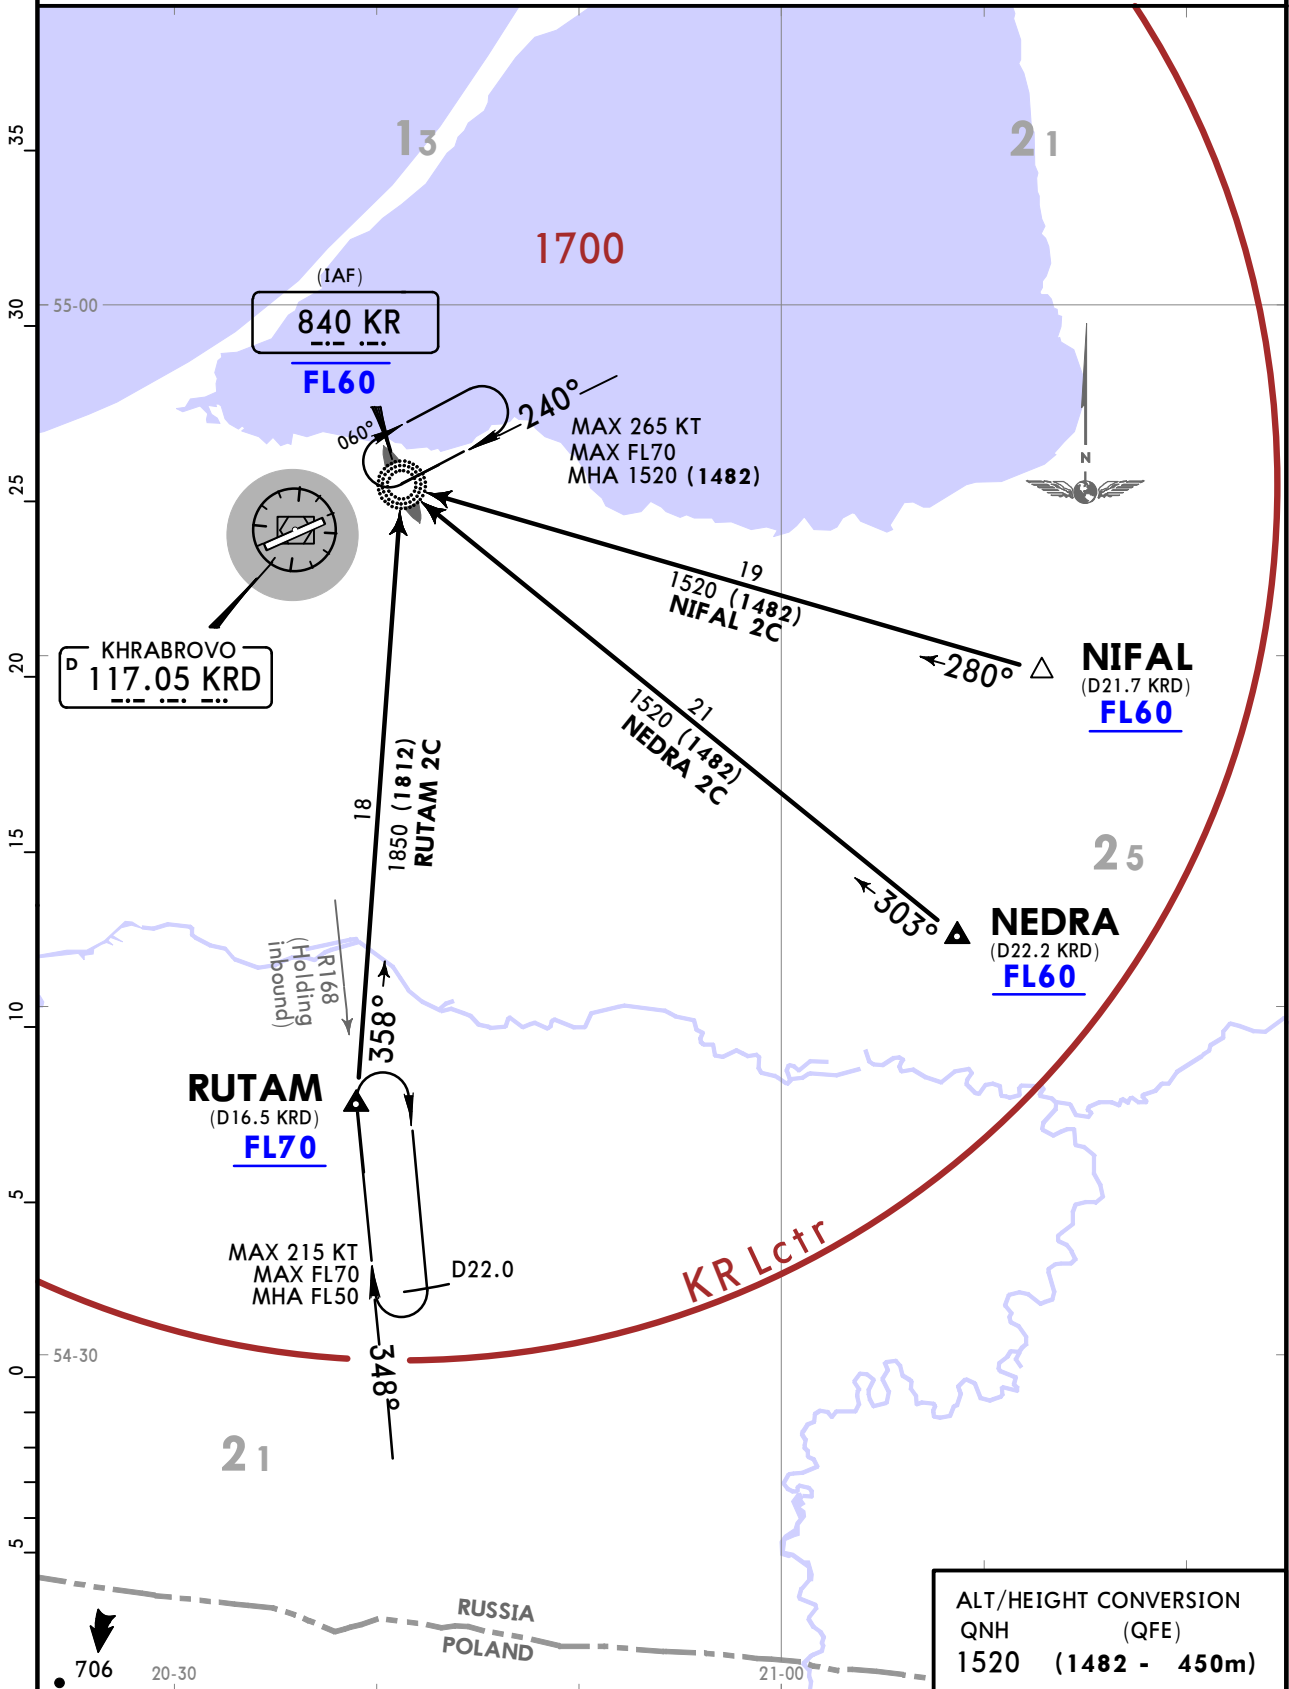 13
21
1700
(IAF)
840 KR
FL60
35
30
25
20
15
10
5
0
5
55-00
060°
240°
MAX 265 KT
MAX FL70
MHA 1520 (1482)
N
19
1520 (1482)
NIFAL 2C
280°
NIFAL
(D21.7 KRD)
FL60
KHRABROVO
D 117.05 KRD
21
1520 (1482)
NEDRA 2C
303°
NEDRA
(D22.2 KRD)
FL60
25
18
1850 (1812)
RUTAM 2C
R168
(Holding
inbound)
358°
RUTAM
(D16.5 KRD)
FL70
MAX 215 KT
MAX FL70
MHA FL50
D22.0
348°
KR Lctr
54-30
21
RUSSIA
POLAND
706
20-30
21-00
ALT/HEIGHT CONVERSION
QNH (QFE)
1520 (1482 - 450m)